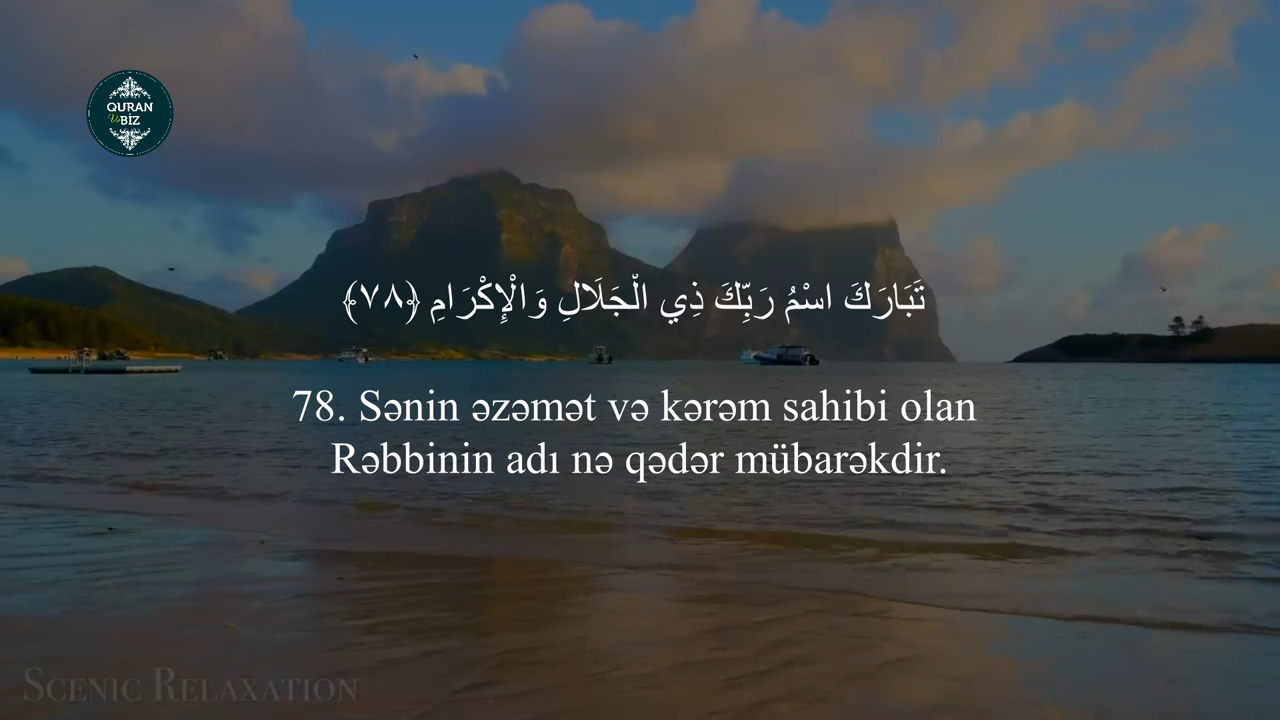 QURAN
Və BİZ
تَبَارَكَ اسْمُ رَبِّكَ ذِي الْجَلَالِ وَالْإِكْرَامِ ﴿٧٨﴾
78. Sənin əzəmət və kərəm sahibi olan
Rəbbinin adı nə qədər mübarəkdir.
SCENIC RELAXATION